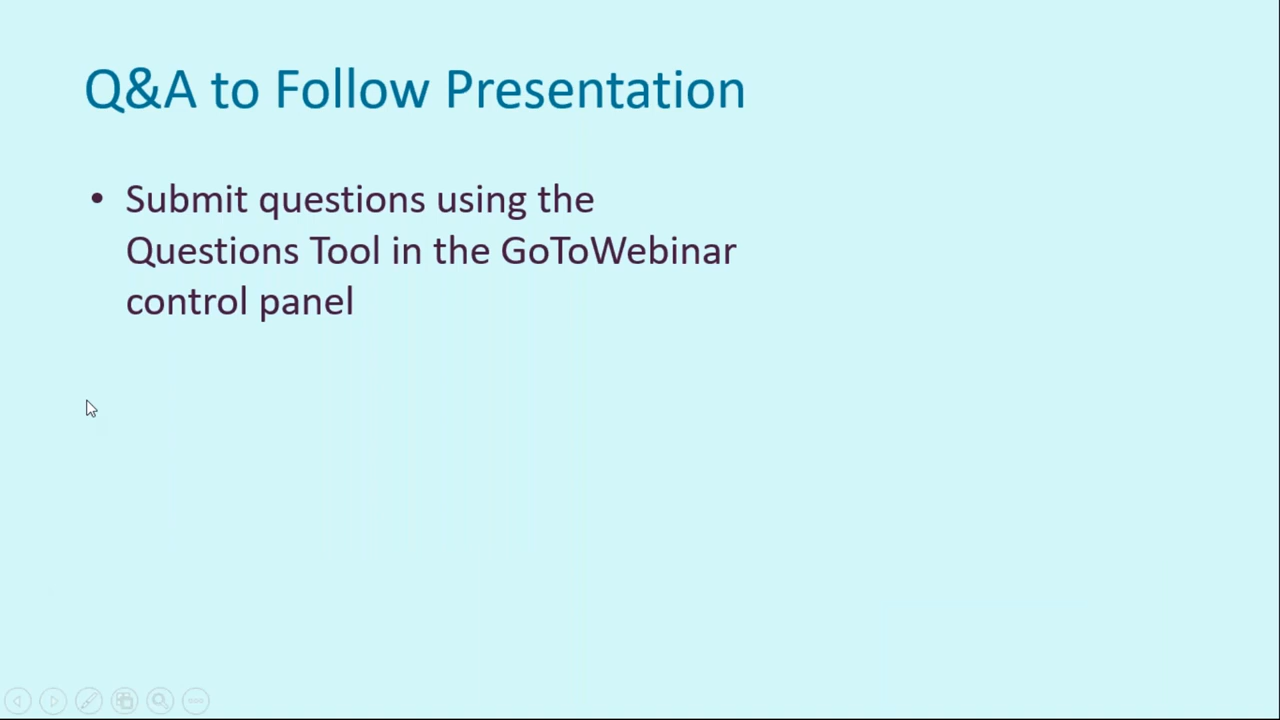 Q&A to Follow Presentation
• Submit questions using the
Questions Tool in the GoToWebinar
control panel